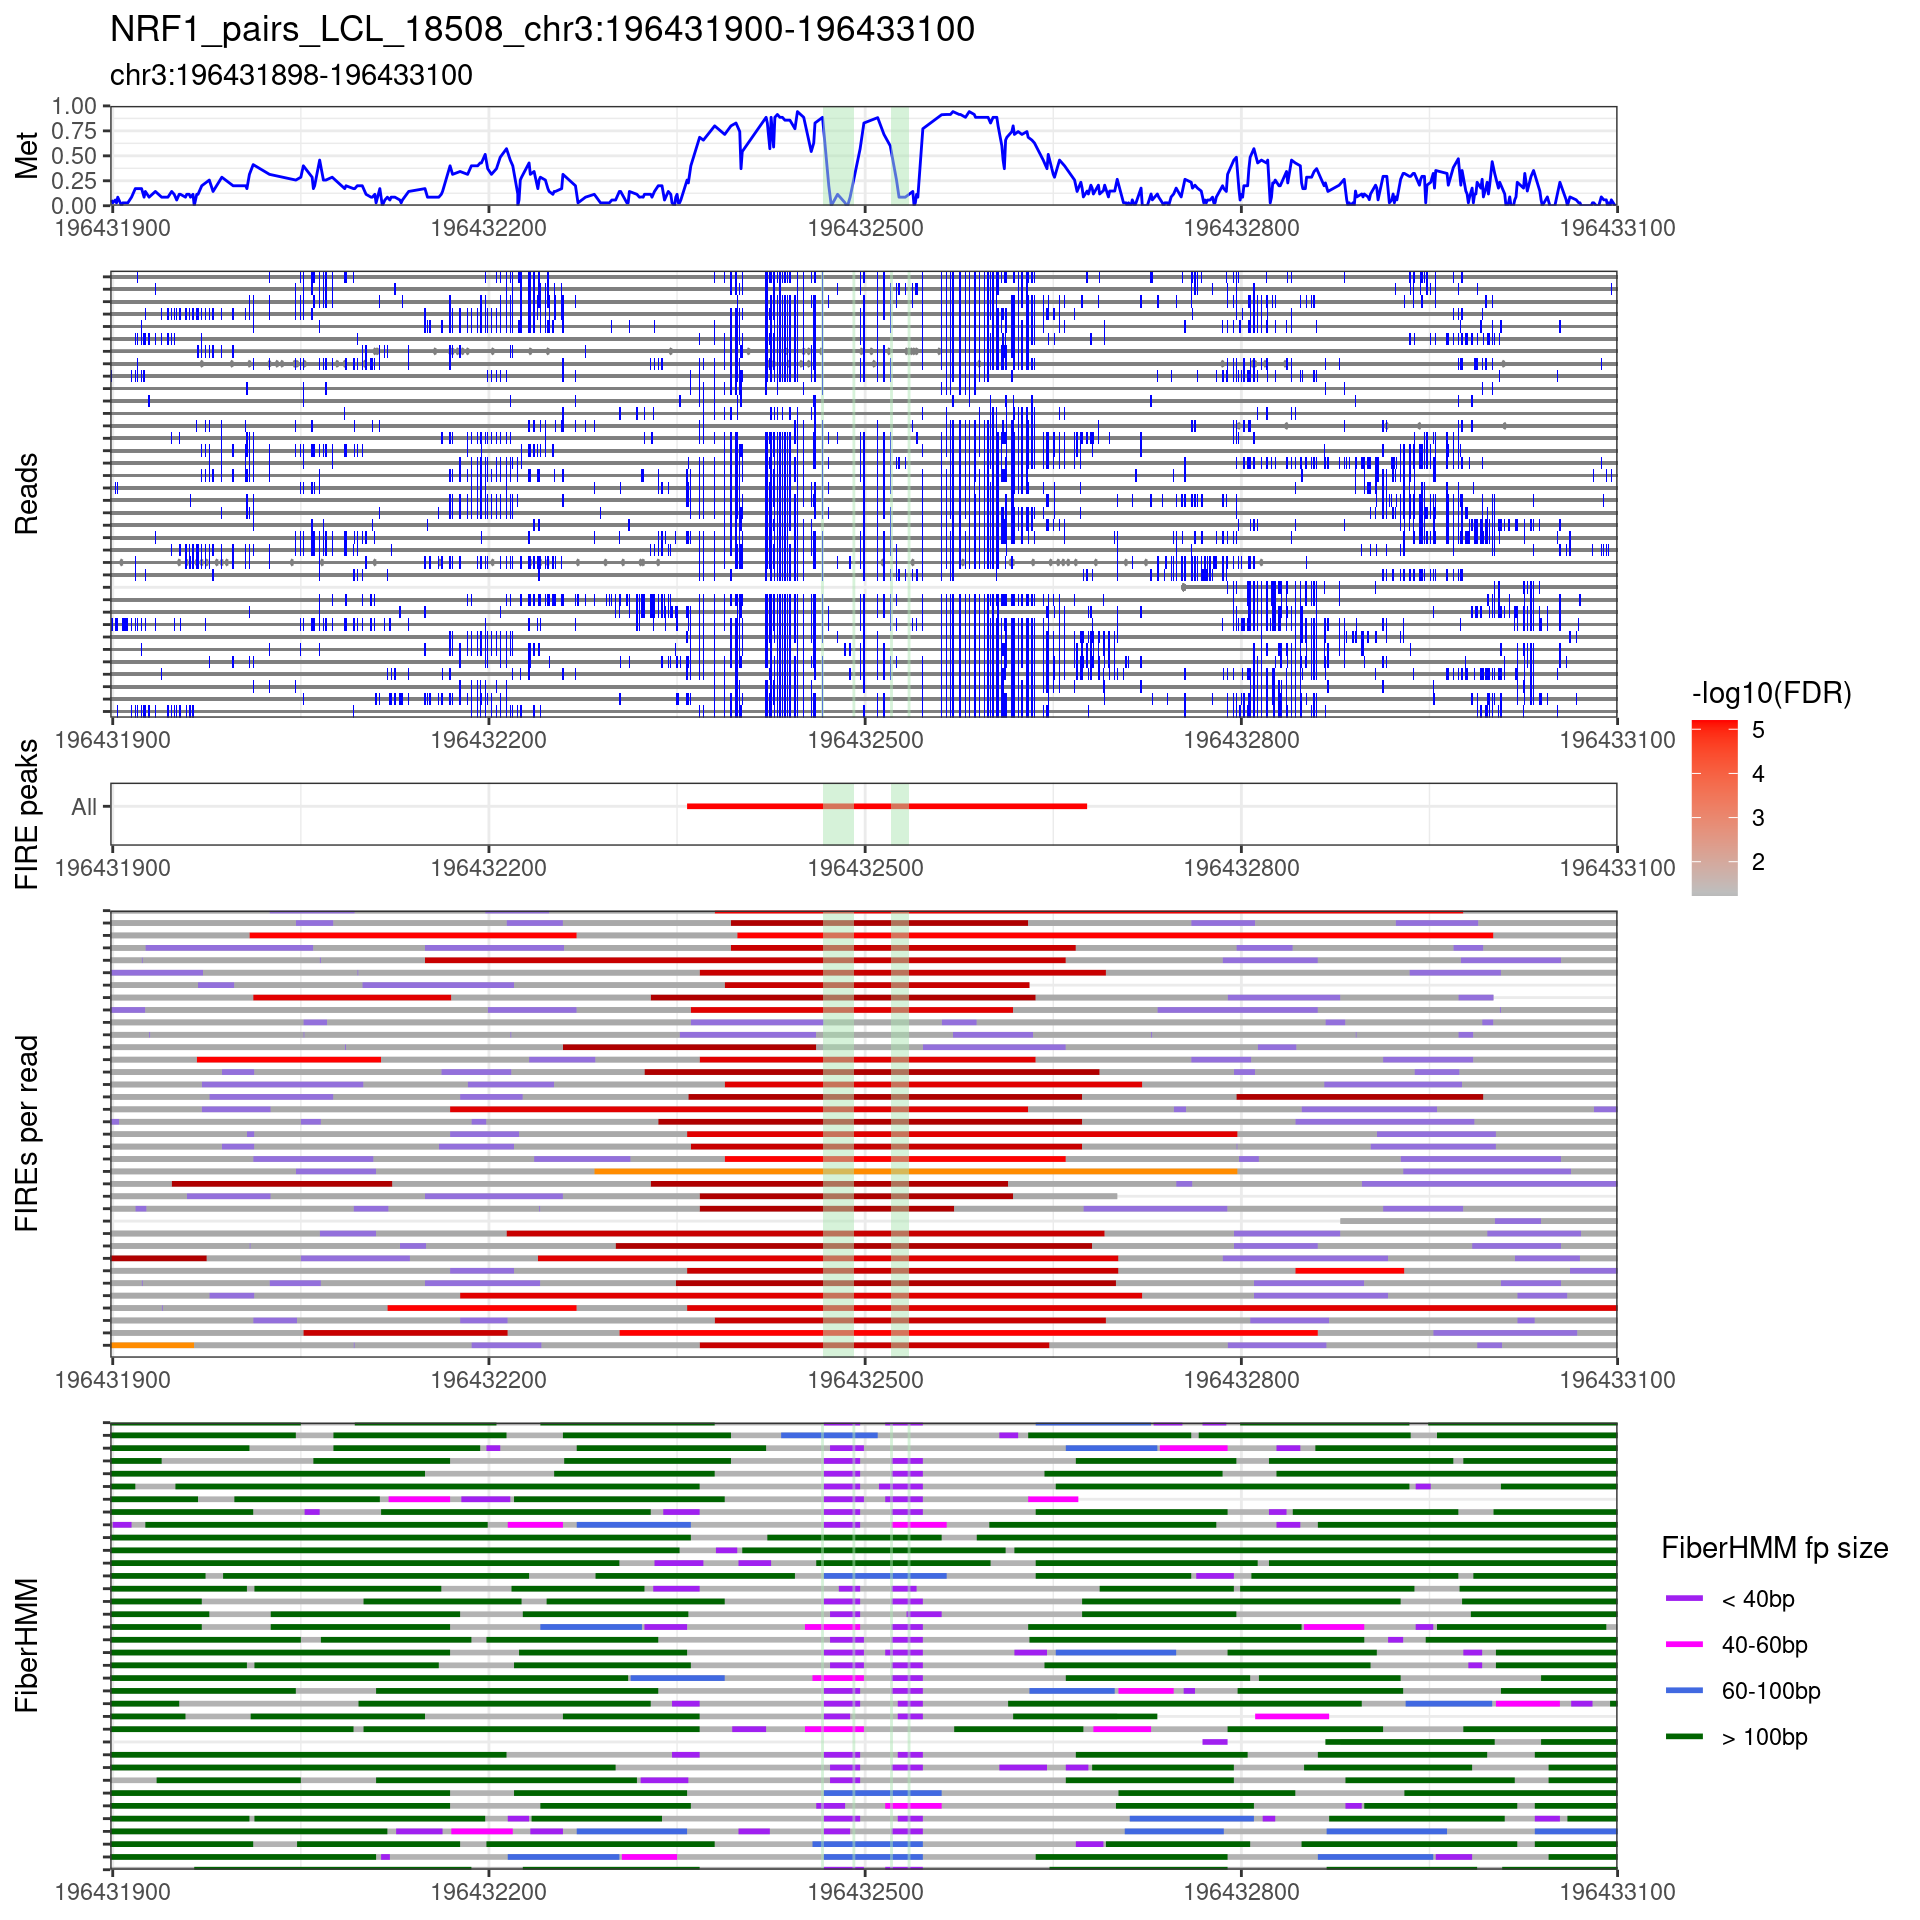 NRF1_pairs_LCL_18508_chr3:196431900-196433100
chr3:196431898-196433100
Met
1.00
0.75
0.50
0.25
0.00
196431900 196432200 196432500 196432800 196433100
Reads
196431900 196432200 196432500 196432800 196433100
FIRE peaks
All
196431900 196432200 196432500 196432800 196433100
-log10(FDR)
5
4
3
2
FIREs per read
196431900 196432200 196432500 196432800 196433100
FiberHMM
196431900 196432200 196432500 196432800 196433100
FiberHMM fp size
< 40bp
40-60bp
60-100bp
> 100bp